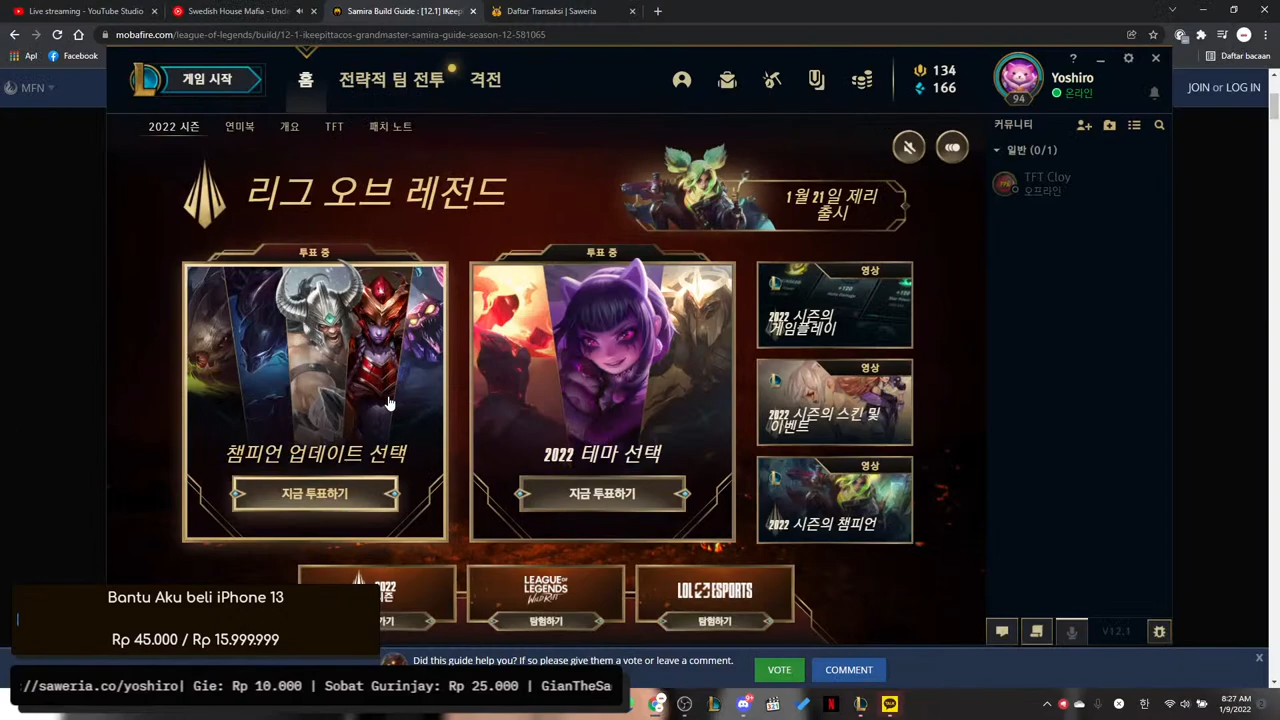 Live streaming - YouTube Studio
Swedish House Mafia - Unde
Samira Build Guide : [12.1] IKeep
Daftar Transaksi | Saweria
mobafire.com/league-of-legends/build/12-1-ikeepittacos-grandmaster-samira-guide-season-12-581065
Apl
Facebook
Daftar bacaan
MFN
JOIN or LOG IN
게임 시작
홈
전략적 팀 전투
격전
134
166
94
Yoshiro
온라인
2022 시즌
연미복
개요
TFT
패치 노트
커뮤니티
일반 (0/1)
TFT Cloy
오프라인
리그 오브 레전드
1월 21일 제리
출시
투표 중
투표 중
챔피언 업데이트 선택
지금 투표하기
2022 테마 선택
지금 투표하기
영상
2022 시즌의
게임플레이
영상
2022 시즌의 스킨 및
이벤트
영상
2022 시즌의 챔피언
2022
시즌
LEAGUE OF
LEGENDS
WILD RIFT
탐험하기
LOL ESPORTS
탐험하기
V12.1
Bantu Aku beli iPhone 13
Rp 45.000 / Rp 15.999.999
Did this guide help you? If so please give them a vote or leave a comment.
VOTE
COMMENT
://saweria.co/yoshiro| Gie: Rp 10.000 | Sobat Gurinjay: Rp 25.000 | GianTheSa
한
8:27 AM
1/9/2022